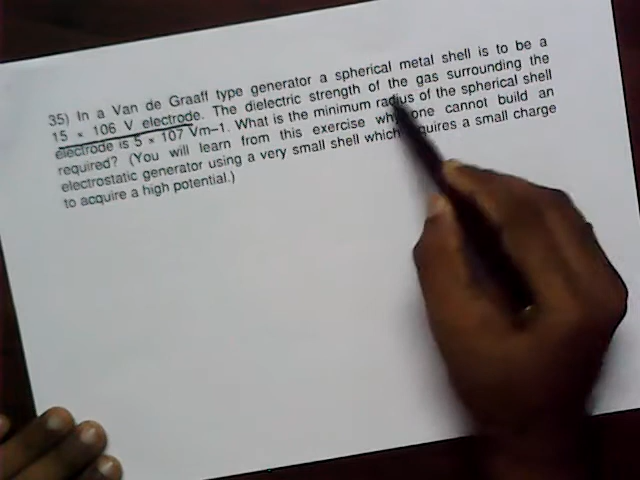 35) In a Van de Graaff type generator a spherical metal shell is to be a
15 × 106 V electrode. The dielectric strength of the gas surrounding the
electrode is 5 × 107 Vm–1. What is the minimum radius of the spherical shell
required? (You will learn from this exercise one cannot build an
electrostatic generator using a very small shell which a small charge
to acquire a high potential.)